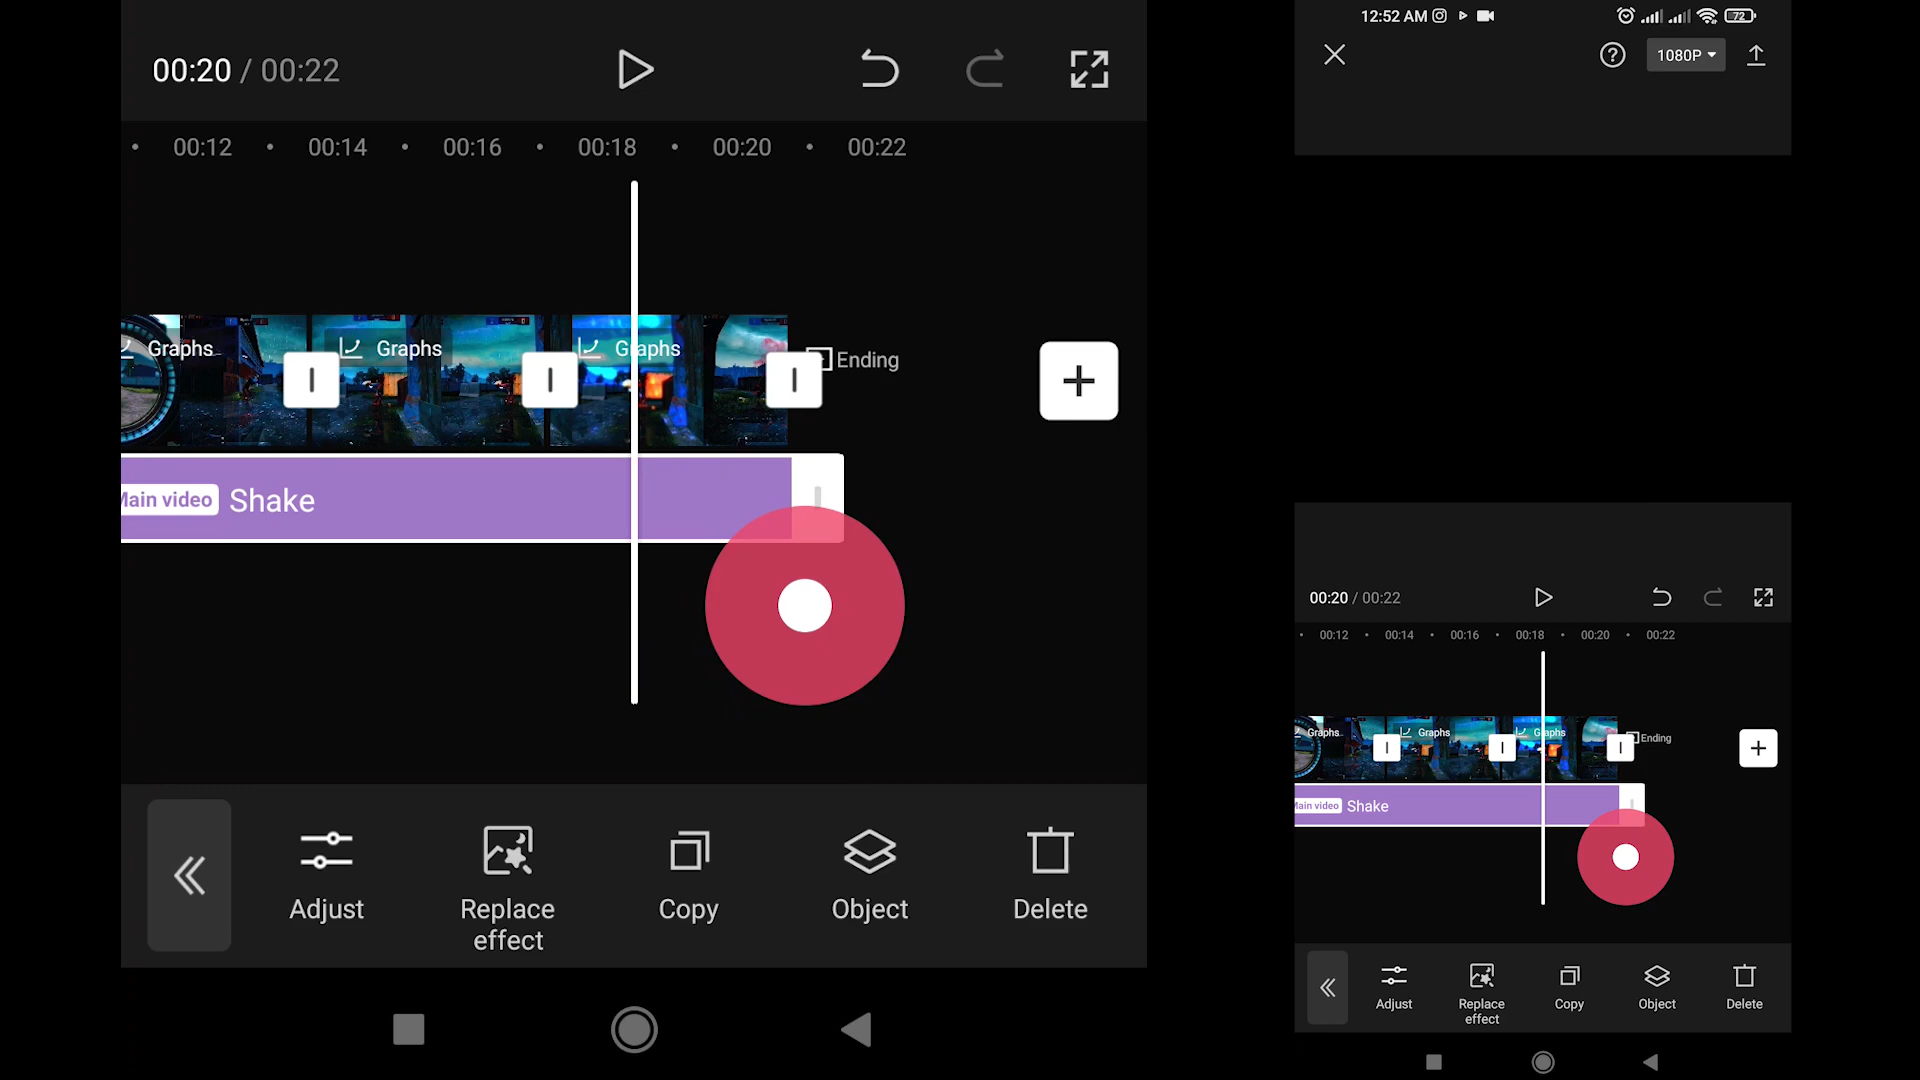 00:20 / 00:22
00:12 00:14 00:16 00:18 00:20 00:22
Graphs Graphs Graphs
Ending
Main video Shake
Adjust Replace effect Copy Object Delete
12:52 AM 72
1080P
00:20 / 00:22
00:12 00:14 00:16 00:18 00:20 00:22
Graphs Graphs Graphs
Ending
Main video Shake
Adjust Replace effect Copy Object Delete